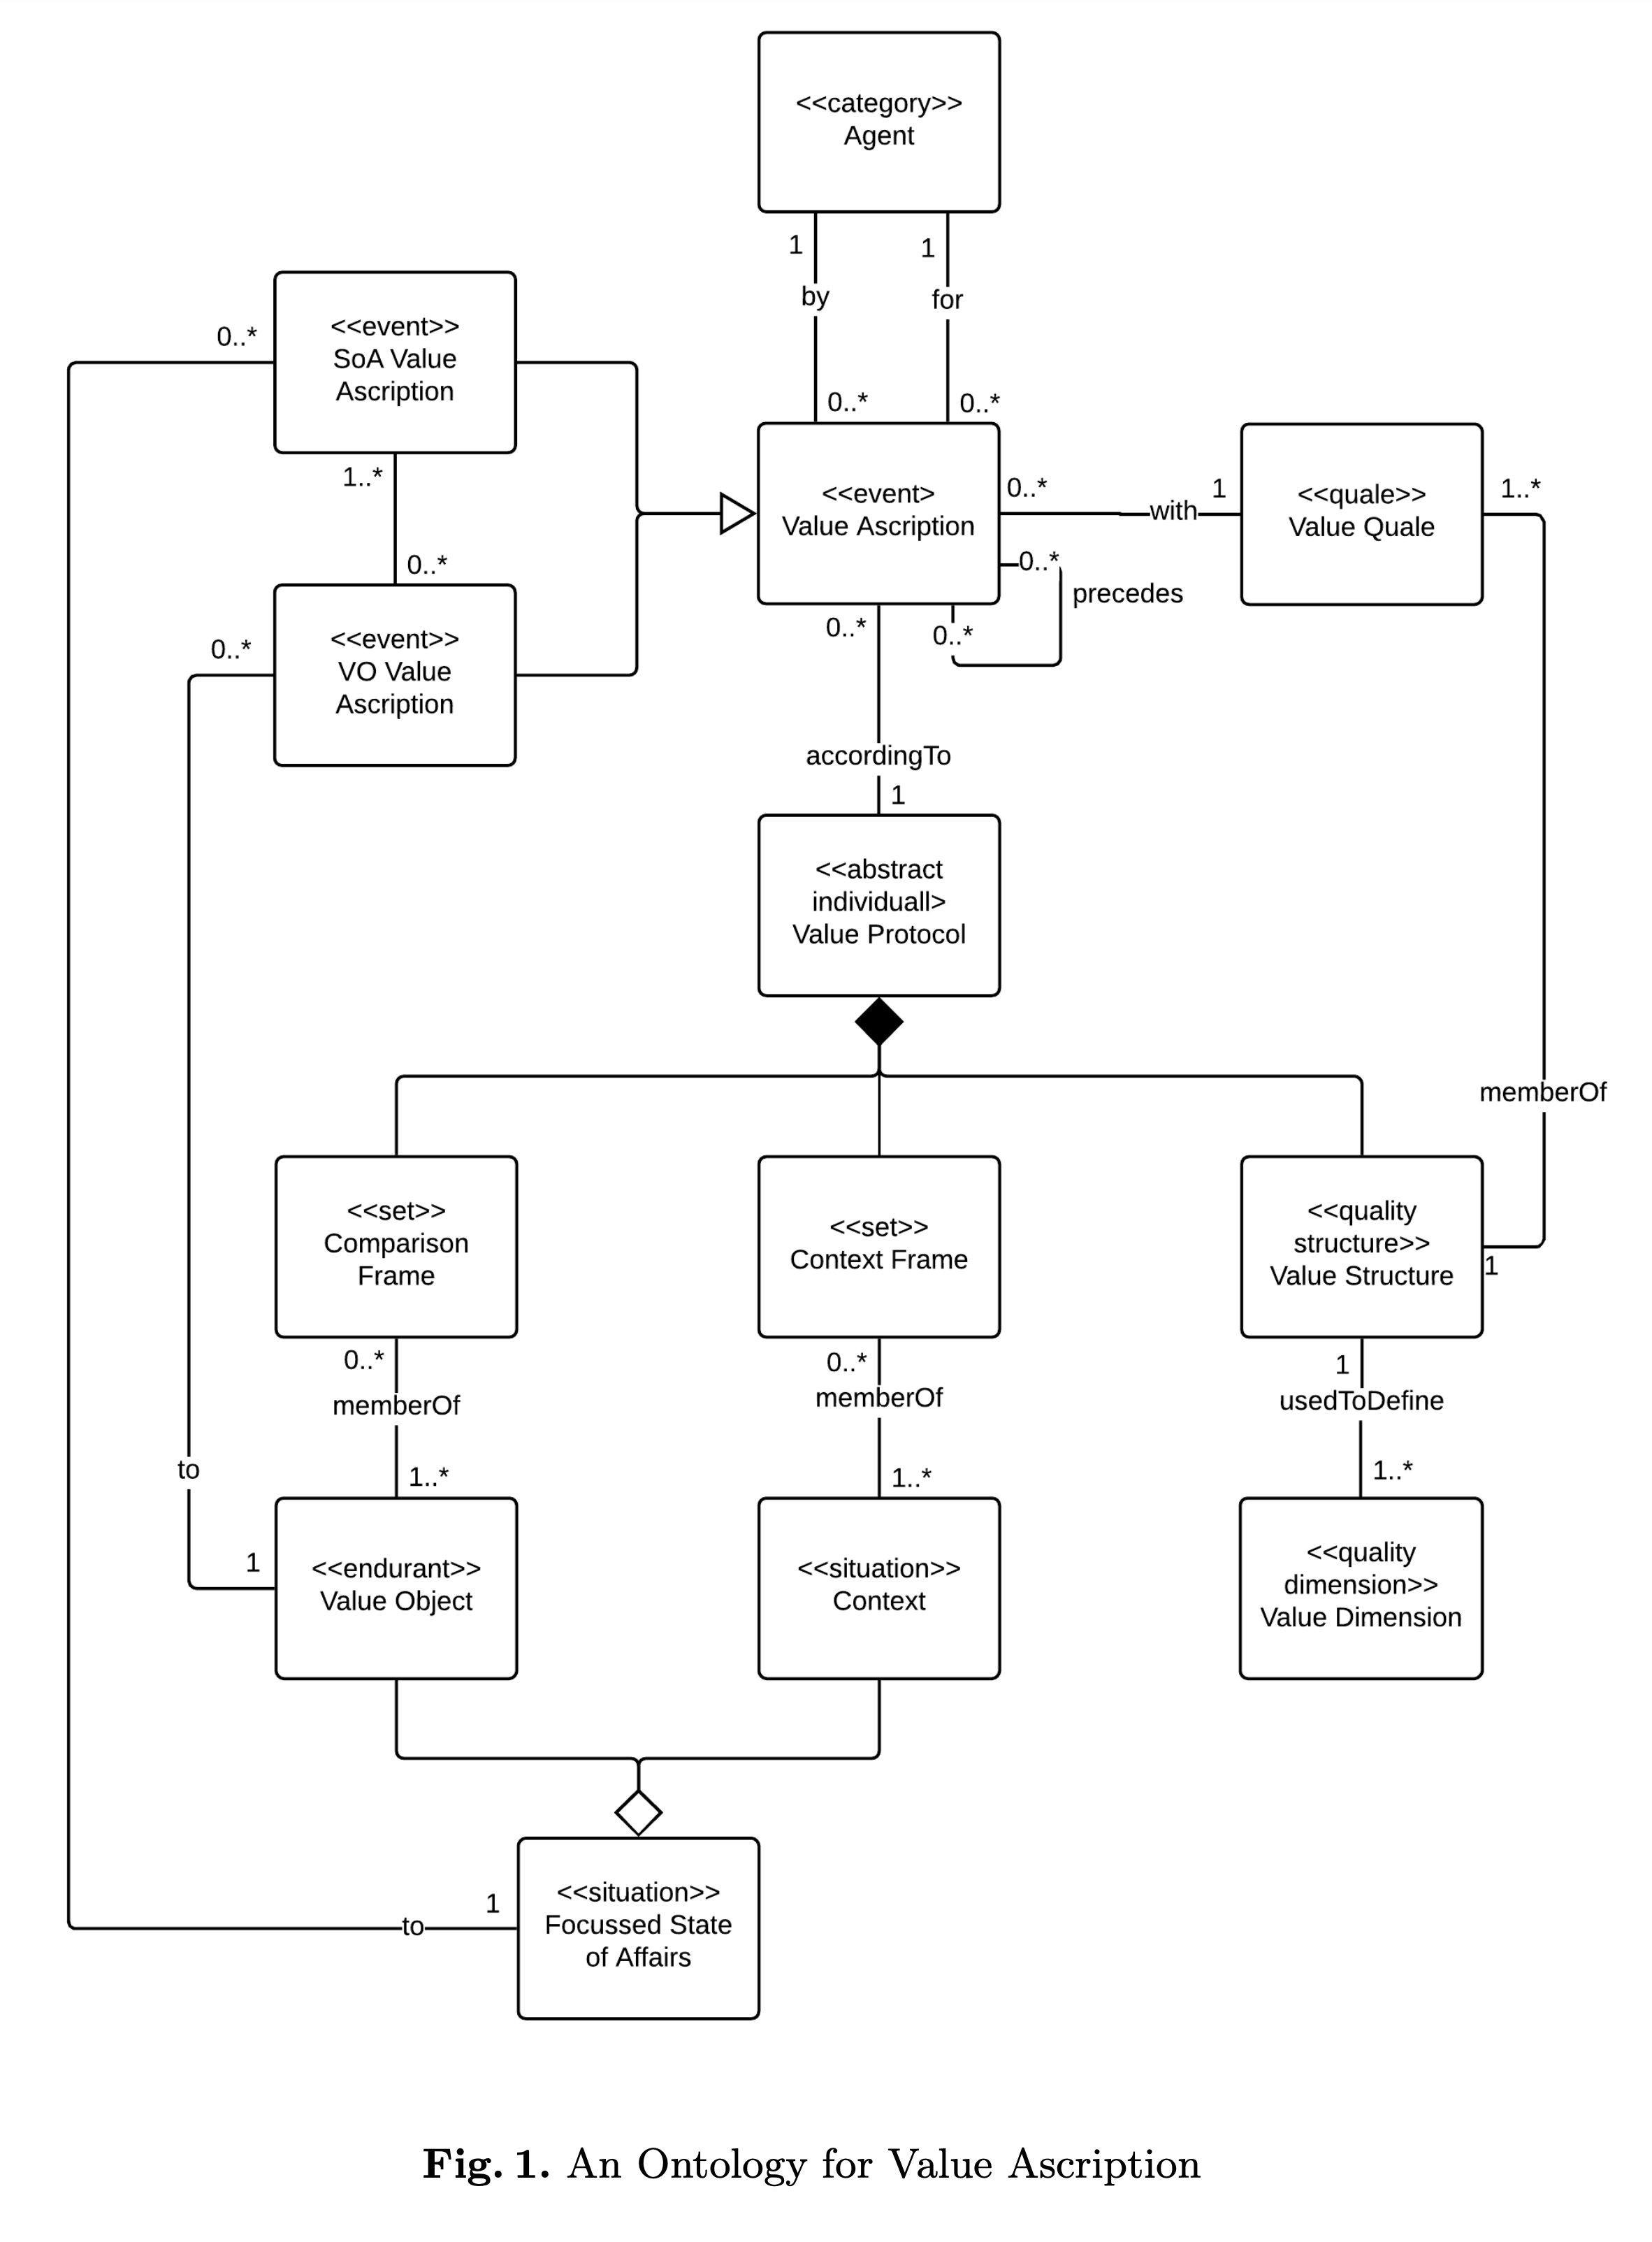 <<category>>
Agent
1
1
by
for
0..*
0..*
<<event>>
SoA Value
Ascription
0..*
1..*
0..*
<<event>>
VO Value
Ascription
0..*
<<event>
Value Ascription
0..*
with
1
<<quale>>
Value Quale
1..*
0..*
precedes
0..*
0..*
accordingTo
1
<<abstract
individuall>
Value Protocol
memberOf
<<set>>
Comparison
Frame
<<set>>
Context Frame
<<quality
structure>>
Value Structure
1
0..*
memberOf
1..*
0..*
memberOf
1..*
1
usedToDefine
1..*
to
1
<<endurant>>
Value Object
<<situation>>
Context
<<quality
dimension>>
Value Dimension
to
1
<<situation>>
Focussed State
of Affairs
Fig. 1. An Ontology for Value Ascription